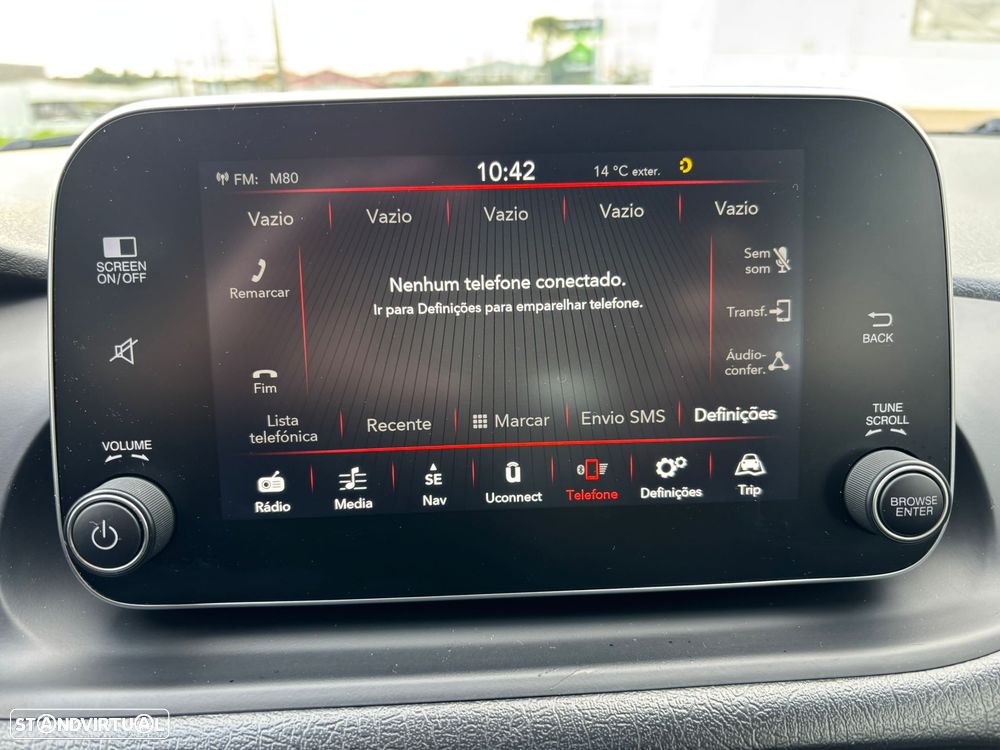 FM: M80 10:42 14 °C exter.
Vazio Vazio Vazio Vazio Vazio
SCREEN
ON/OFF
Remarcar
Nenhum telefone conectado.
Ir para Definições para emparelhar telefone.
Sem
som
Transf.
BACK
Áudio-
confer.
Fim
Lista
telefónica
Recente
Marcar
Envio SMS
Definições
VOLUME
TUNE
SCROLL
SE
Rádio Media Nav Uconnect Telefone Definições Trip
BROWSE
ENTER
STANDVIRTUAL